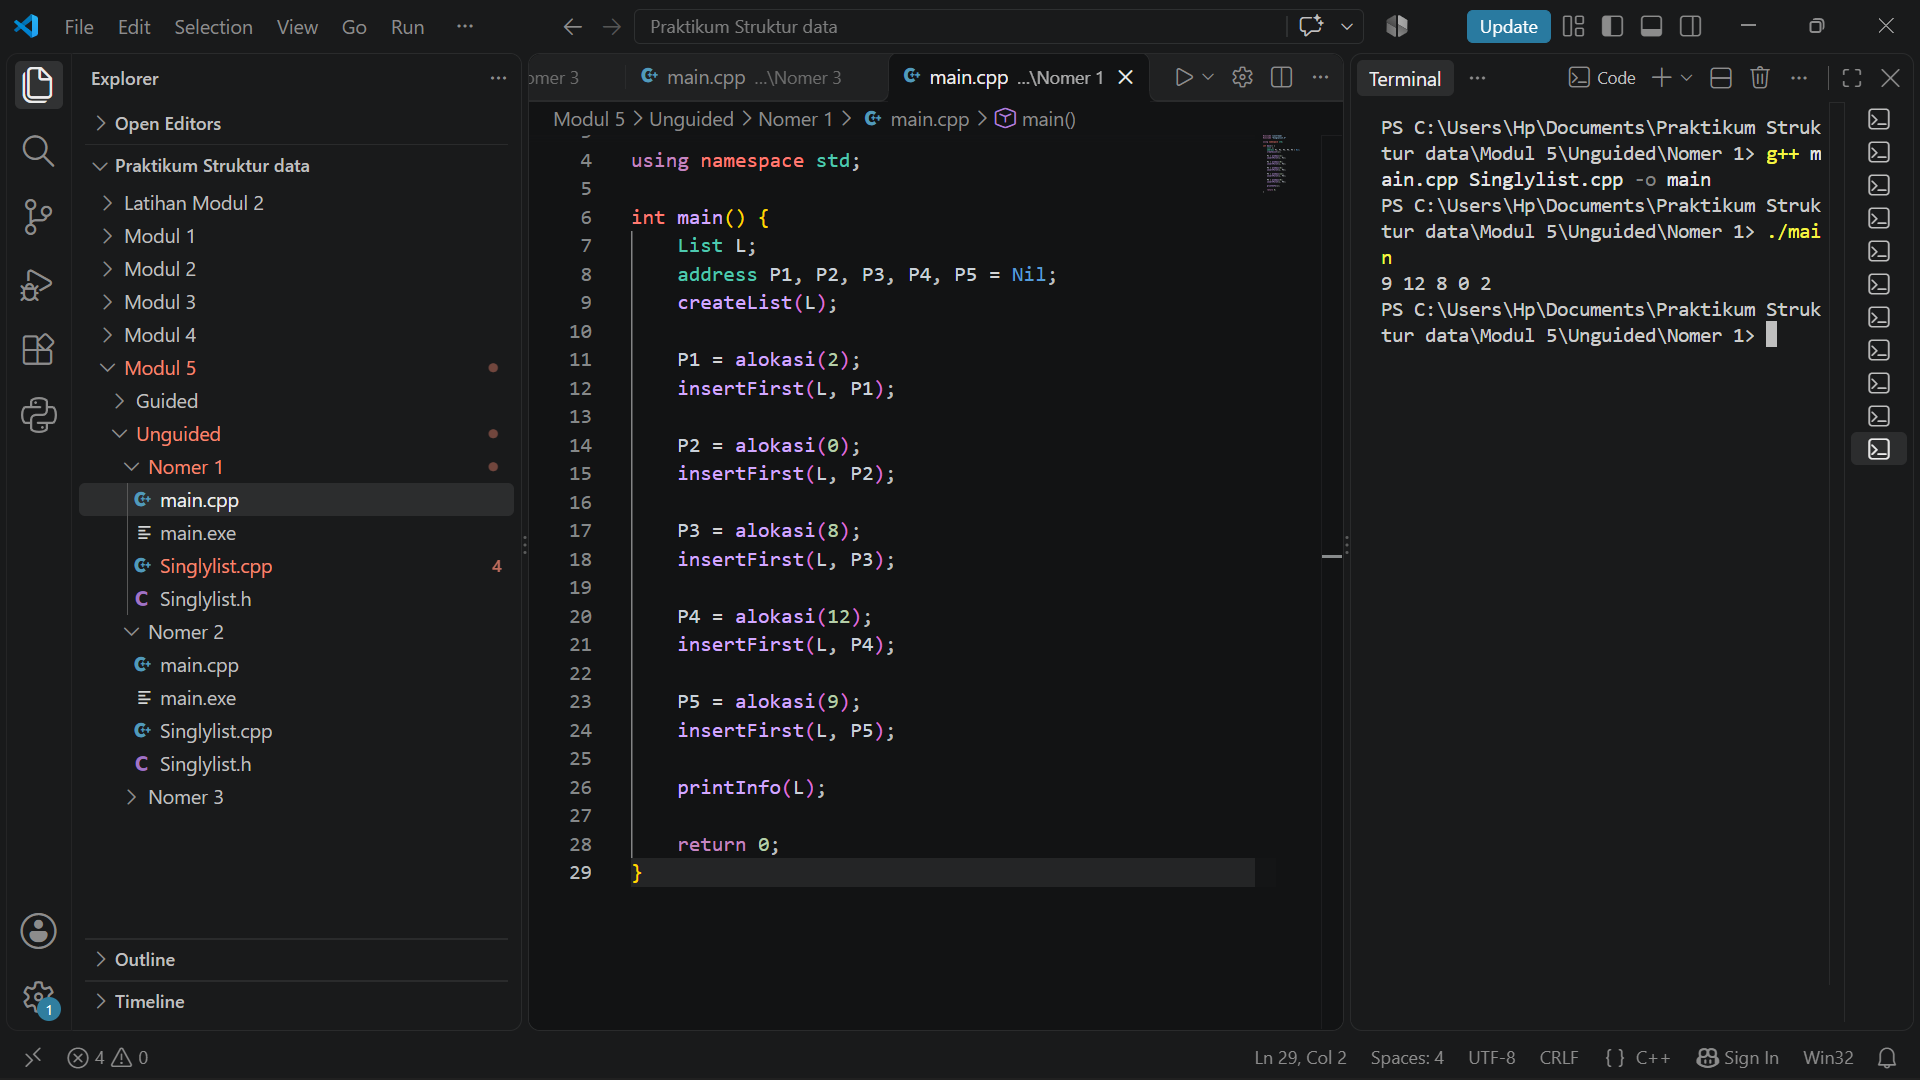 File Edit Selection View Go Run ···
Praktikum Struktur data
Update
Explorer
Open Editors
Praktikum Struktur data
Latihan Modul 2
Modul 1
Modul 2
Modul 3
Modul 4
Modul 5
Guided
Unguided
Nomer 1
main.cpp
main.exe
Singlylist.cpp 4
Singlylist.h
Nomer 2
main.cpp
main.exe
Singlylist.cpp
Singlylist.h
Nomer 3
Outline
Timeline
1
omer 3 main.cpp ...\Nomer 3 main.cpp ...\Nomer 1
Modul 5 > Unguided > Nomer 1 > main.cpp > main()
4 using namespace std;
5
6 int main() {
7 List L;
8 address P1, P2, P3, P4, P5 = Nil;
9 createList(L);
10
11 P1 = alokasi(2);
12 insertFirst(L, P1);
13
14 P2 = alokasi(0);
15 insertFirst(L, P2);
16
17 P3 = alokasi(8);
18 insertFirst(L, P3);
19
20 P4 = alokasi(12);
21 insertFirst(L, P4);
22
23 P5 = alokasi(9);
24 insertFirst(L, P5);
25
26 printInfo(L);
27
28 return 0;
29 }
Terminal ··· Code
PS C:\Users\Hp\Documents\Praktikum Struk
tur data\Modul 5\Unguided\Nomer 1> g++ m
ain.cpp Singlylist.cpp -o main
PS C:\Users\Hp\Documents\Praktikum Struk
tur data\Modul 5\Unguided\Nomer 1> ./mai
n
9 12 8 0 2
PS C:\Users\Hp\Documents\Praktikum Struk
tur data\Modul 5\Unguided\Nomer 1>
4 0 Ln 29, Col 2 Spaces: 4 UTF-8 CRLF { } C++ Sign In Win32